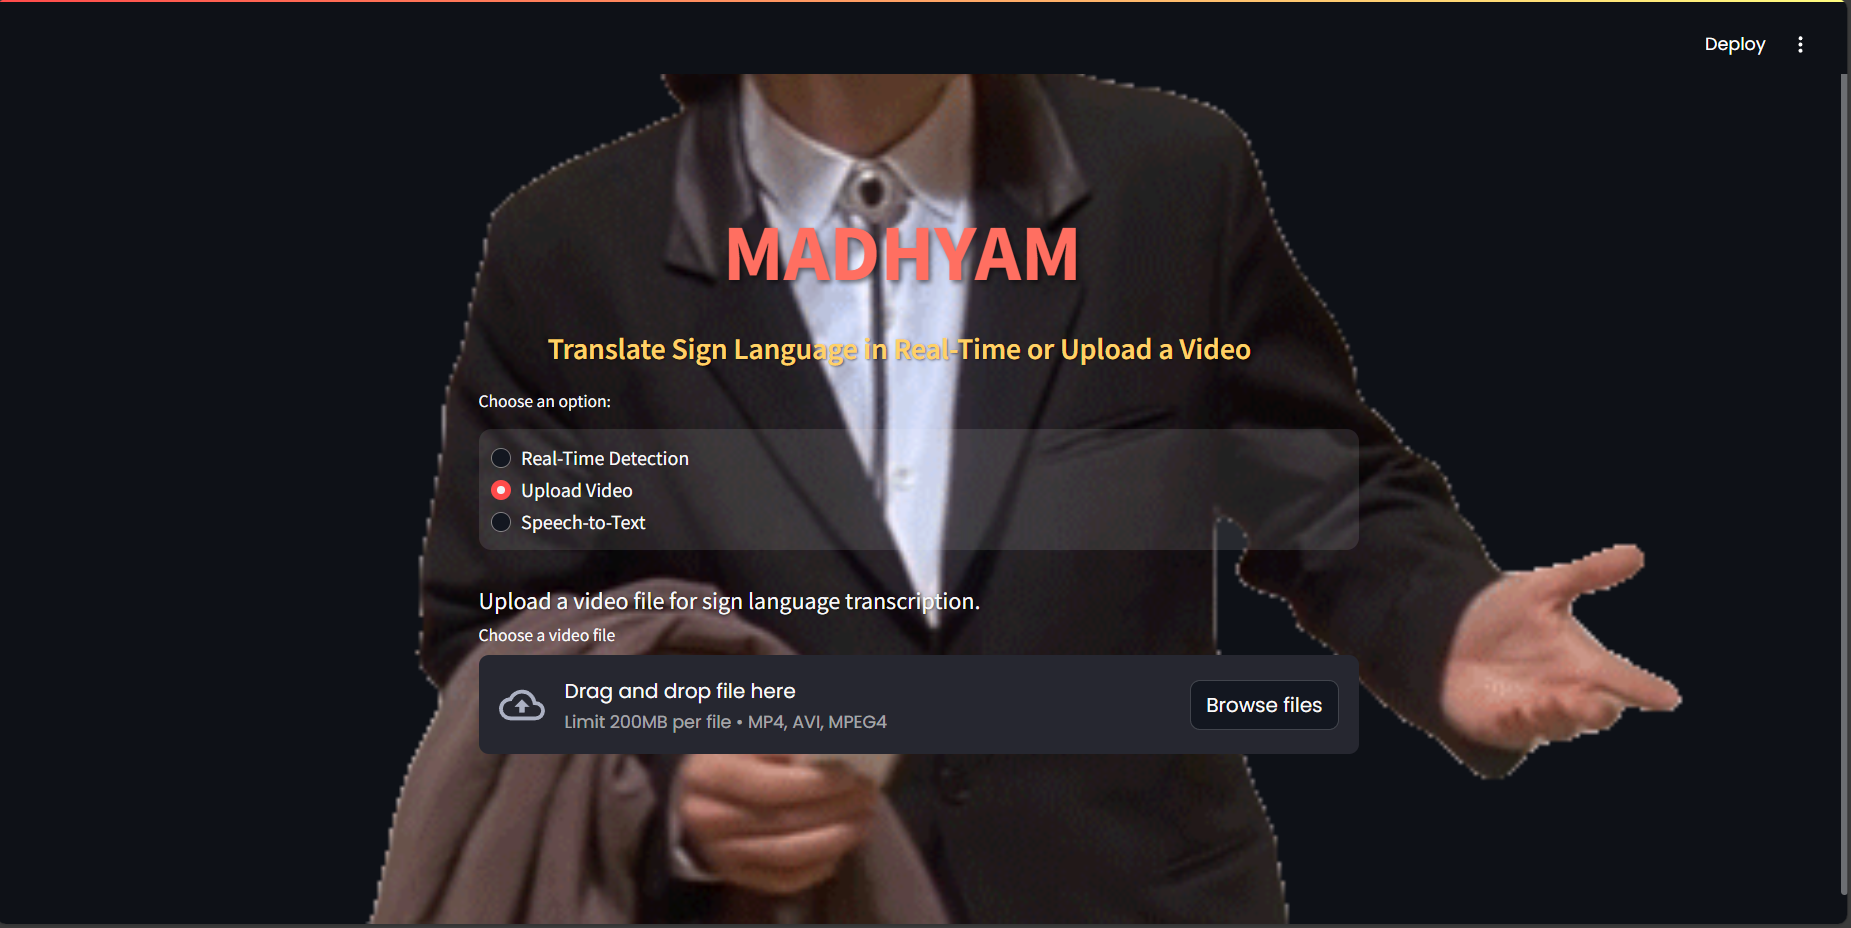 Deploy
MADHYAM
Translate Sign Language in Real-Time or Upload a Video
Choose an option:
Real-Time Detection
Upload Video
Speech-to-Text
Upload a video file for sign language transcription.
Choose a video file
Drag and drop file here
Limit 200MB per file • MP4, AVI, MPEG4
Browse files